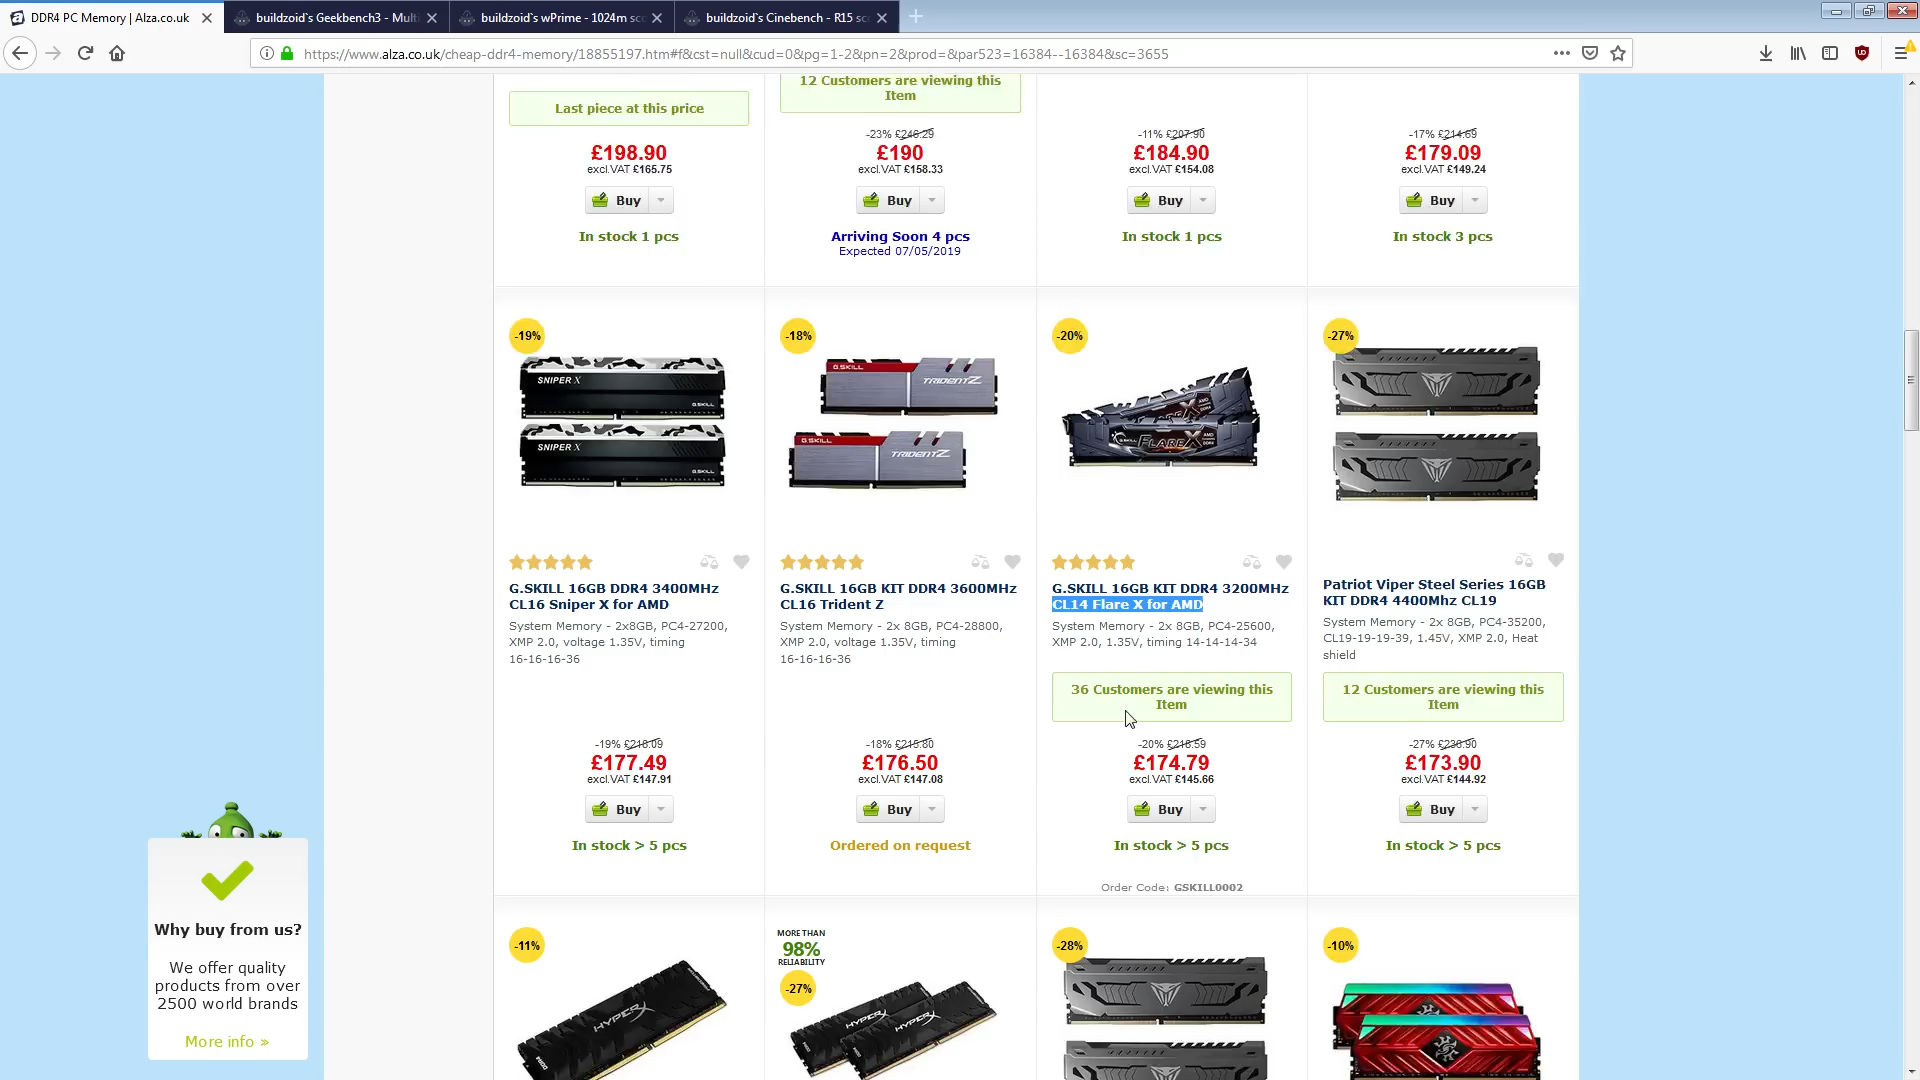 DDR4 PC Memory | Alza.co.uk
buildzoid`s Geekbench3 - Mult
buildzoid`s wPrime - 1024m sc
buildzoid`s Cinebench - R15 sc
https://www.alza.co.uk/cheap-ddr4-memory/18855197.htm#f&cst=null&cud=0&pg=1-2&pn=2&prod=&par523=16384--16384&sc=3655
Last piece at this price
£198.90
excl.VAT £165.75
Buy
In stock 1 pcs
12 Customers are viewing this
Item
-23% £246.29
£190
excl.VAT £158.33
Buy
Arriving Soon 4 pcs
Expected 07/05/2019
-11% £207.90
£184.90
excl.VAT £154.08
Buy
In stock 1 pcs
-17% £214.69
£179.09
excl.VAT £149.24
Buy
In stock 3 pcs
-19%
SNIPER X
G.SKILL
SNIPER X
G.SKILL
G.SKILL 16GB DDR4 3400MHz
CL16 Sniper X for AMD
System Memory - 2x8GB, PC4-27200,
XMP 2.0, voltage 1.35V, timing
16-16-16-36
-19% £218.09
£177.49
excl.VAT £147.91
Buy
In stock > 5 pcs
-18%
G.SKILL
TRIDENT Z
G.SKILL
TRIDENT Z
G.SKILL 16GB KIT DDR4 3600MHz
CL16 Trident Z
System Memory - 2x 8GB, PC4-28800,
XMP 2.0, voltage 1.35V, timing
16-16-16-36
-18% £215.80
£176.50
excl.VAT £147.08
Buy
Ordered on request
-20%
FLARE X
G.SKILL 16GB KIT DDR4 3200MHz
CL14 Flare X for AMD
System Memory - 2x 8GB, PC4-25600,
XMP 2.0, 1.35V, timing 14-14-14-34
36 Customers are viewing this
Item
-20% £218.59
£174.79
excl.VAT £145.66
Buy
In stock > 5 pcs
Order Code: GSKILL0002
-27%
Patriot Viper Steel Series 16GB
KIT DDR4 4400Mhz CL19
System Memory - 2x 8GB, PC4-35200,
CL19-19-19-39, 1.45V, XMP 2.0, Heat
shield
12 Customers are viewing this
Item
-27% £238.90
£173.90
excl.VAT £144.92
Buy
In stock > 5 pcs
-11%
HYPERX
MORE THAN
98%
RELIABILITY
-27%
HYPERX
HYPERX
-28%
-10%
Why buy from us?
We offer quality
products from over
2500 world brands
More info »